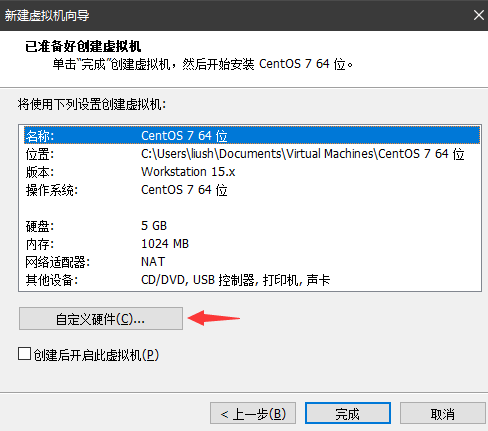 新建虚拟机向导
已准备好创建虚拟机
单击“完成”创建虚拟机，然后开始安装 CentOS 7 64 位。
将使用下列设置创建虚拟机:
名称: CentOS 7 64 位
位置: C:\Users\liush\Documents\Virtual Machines\CentOS 7 64 位
版本: Workstation 15.x
操作系统: CentOS 7 64 位
硬盘: 5 GB
内存: 1024 MB
网络适配器: NAT
其他设备: CD/DVD, USB 控制器, 打印机, 声卡
自定义硬件(C)...
创建后开启此虚拟机(P)
< 上一步(B) 完成 取消